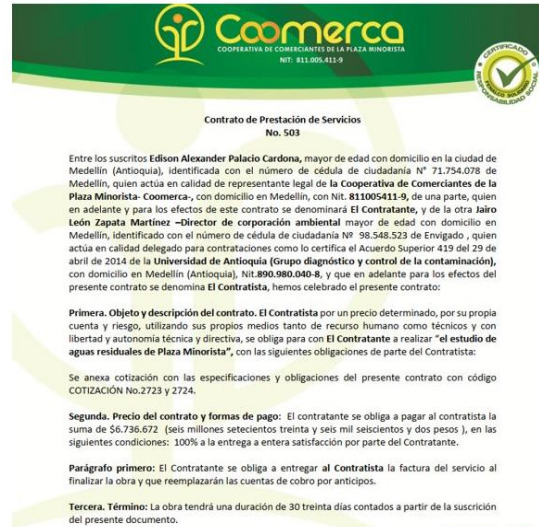 Coomerca
COOPERATIVA DE COMERCIANTES DE LA PLAZA MINORISTA
NIT: 811.005.411-9
CERTIFICADO
FENALCO SOLIDARIO
RESPONSABILIDAD SOCIAL
Contrato de Prestación de Servicios
No. 503
Entre los suscritos Edison Alexander Palacio Cardona, mayor de edad con domicilio en la ciudad de
Medellín (Antioquia), identificada con el número de cédula de ciudadanía N° 71.754.078 de
Medellín, quien actúa en calidad de representante legal de la Cooperativa de Comerciantes de la
Plaza Minorista- Coomerca-, con domicilio en Medellín, con Nit. 811005411-9, de una parte, quien
en adelante y para los efectos de este contrato se denominará El Contratante, y de la otra Jairo
León Zapata Martínez –Director de corporación ambiental mayor de edad con domicilio en
Medellín, identificado con el número de cédula de ciudadanía Nº 98.548.523 de Envigado , quien
actúa en calidad delegado para contrataciones como lo certifica el Acuerdo Superior 419 del 29 de
abril de 2014 de la Universidad de Antioquia (Grupo diagnóstico y control de la contaminación),
con domicilio en Medellín (Antioquia), Nit.890.980.040-8, y que en adelante para los efectos del
presente contrato se denomina El Contratista, hemos celebrado el presente contrato:
Primera. Objeto y descripción del contrato. El Contratista por un precio determinado, por su propia
cuenta y riesgo, utilizando sus propios medios tanto de recurso humano como técnicos y con
libertad y autonomía técnica y directiva, se obliga para con El Contratante a realizar "el estudio de
aguas residuales de Plaza Minorista", con las siguientes obligaciones de parte del Contratista:
Se anexa cotización con las especificaciones y obligaciones del presente contrato con código
COTIZACIÓN No.2723 y 2724.
Segunda. Precio del contrato y formas de pago: El contratante se obliga a pagar al contratista la
suma de $6.736.672 (seis millones setecientos treinta y seis mil seiscientos y dos pesos ), en las
siguientes condiciones: 100% a la entrega a entera satisfacción por parte del Contratante.
Parágrafo primero: El Contratante se obliga a entregar al Contratista la factura del servicio al
finalizar la obra y que reemplazarán las cuentas de cobro por anticipos.
Tercera. Término: La obra tendrá una duración de 30 treinta días contados a partir de la suscrición
del presente documento.